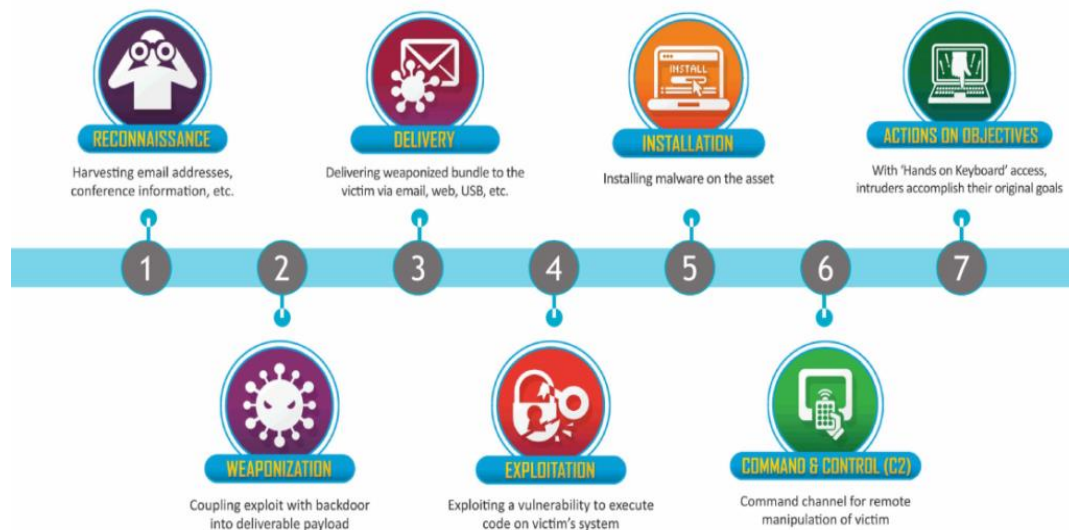 RECONNAISSANCE
Harvesting email addresses,
conference information, etc.
DELIVERY
Delivering weaponized bundle to the
victim via email, web, USB, etc.
INSTALL
INSTALLATION
Installing malware on the asset
ACTIONS ON OBJECTIVES
With 'Hands on Keyboard' access,
intruders accomplish their original goals
1
2
3
4
5
6
7
WEAPONIZATION
Coupling exploit with backdoor
into deliverable payload
EXPLOITATION
Exploiting a vulnerability to execute
code on victim's system
COMMAND & CONTROL (C2)
Command channel for remote
manipulation of victim